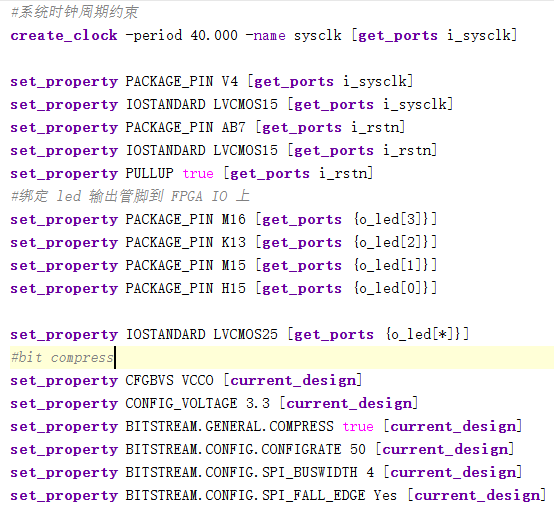 #系统时钟周期约束
create_clock -period 40.000 -name sysclk [get_ports i_sysclk]
set_property PACKAGE_PIN V4 [get_ports i_sysclk]
set_property IOSTANDARD LVCMOS15 [get_ports i_sysclk]
set_property PACKAGE_PIN AB7 [get_ports i_rstn]
set_property IOSTANDARD LVCMOS15 [get_ports i_rstn]
set_property PULLUP true [get_ports i_rstn]
#绑定 led 输出管脚到 FPGA IO 上
set_property PACKAGE_PIN M16 [get_ports {o_led[3]}]
set_property PACKAGE_PIN K13 [get_ports {o_led[2]}]
set_property PACKAGE_PIN M15 [get_ports {o_led[1]}]
set_property PACKAGE_PIN H15 [get_ports {o_led[0]}]
set_property IOSTANDARD LVCMOS25 [get_ports {o_led[*]}]
#bit compress
set_property CFGBVS VCCO [current_design]
set_property CONFIG_VOLTAGE 3.3 [current_design]
set_property BITSTREAM.GENERAL.COMPRESS true [current_design]
set_property BITSTREAM.CONFIG.CONFIGRATE 50 [current_design]
set_property BITSTREAM.CONFIG.SPI_BUSWIDTH 4 [current_design]
set_property BITSTREAM.CONFIG.SPI_FALL_EDGE Yes [current_design]